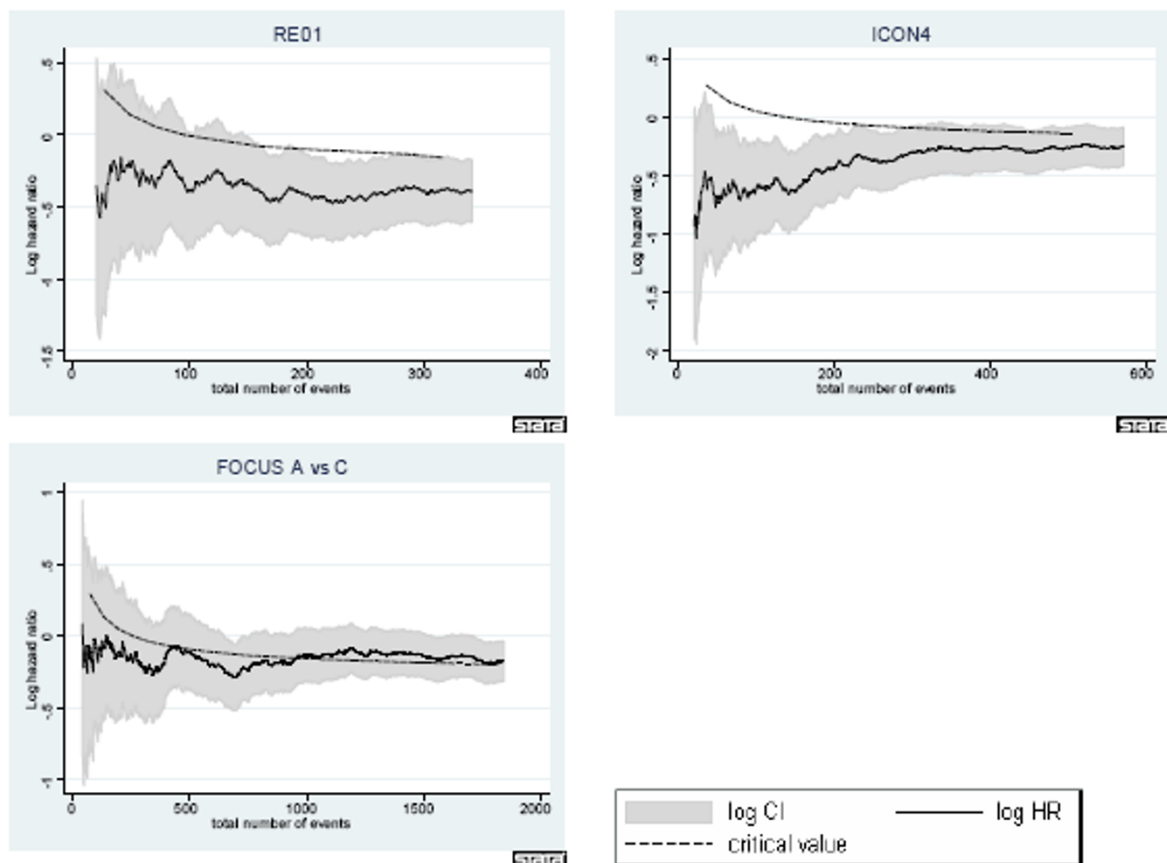 RE01
.5
0
-.5
-1
-1.5
Log hazard ratio
0 100 200 300 400
total number of events
stata
ICON4
.5
0
-.5
-1
-1.5
-2
Log hazard ratio
0 200 400 600
total number of events
stata
FOCUS A vs C
1
.5
0
-.5
-1
Log hazard ratio
0 500 1000 1500 2000
total number of events
stata
log CI log HR
critical value